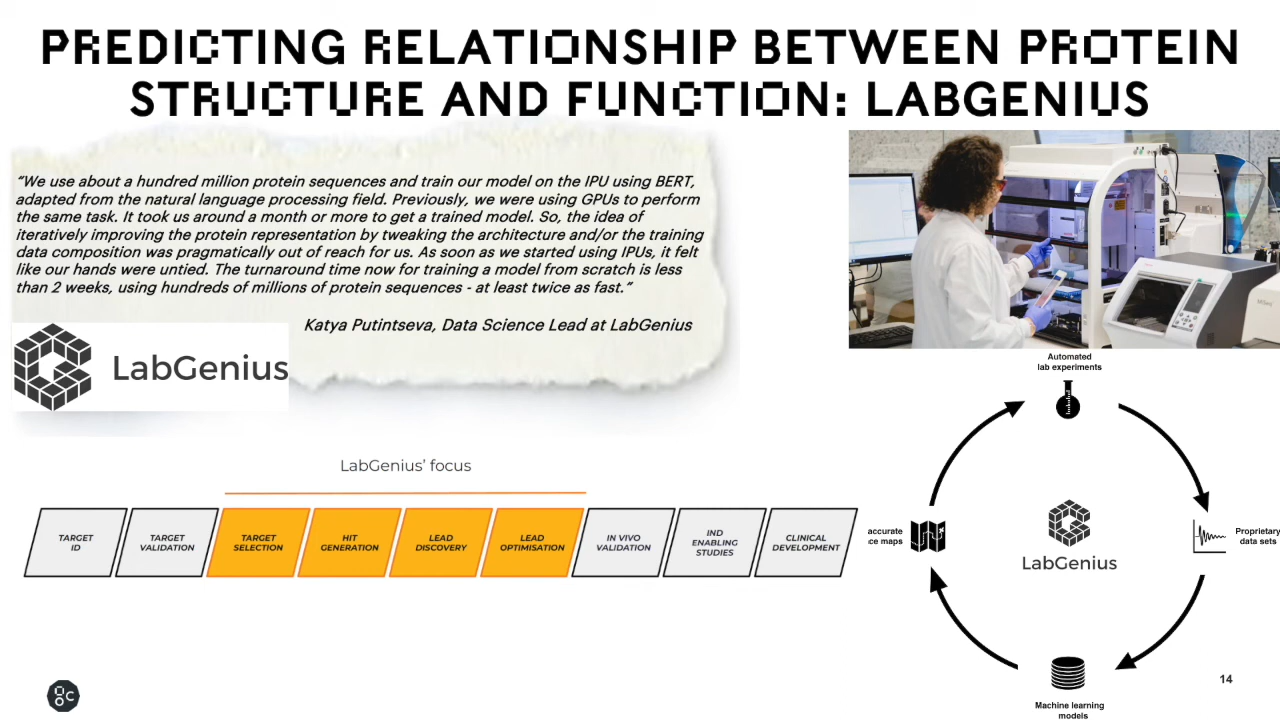 PREDICTING RELATIONSHIP BETWEEN PROTEIN
STRUCTURE AND FUNCTION: LABGENIUS
“We use about a hundred million protein sequences and train our model on the IPU using BERT,
adapted from the natural language processing field. Previously, we were using GPUs to perform
the same task. It took us around a month or more to get a trained model. So, the idea of
iteratively improving the protein representation by tweaking the architecture and/or the training
data composition was pragmatically out of reach for us. As soon as we started using IPUs, it felt
like our hands were untied. The turnaround time now for training a model from scratch is less
than 2 weeks, using hundreds of millions of protein sequences - at least twice as fast.”
Katya Putintseva, Data Science Lead at LabGenius
LabGenius
LabGenius’ focus
TARGET
ID
TARGET
VALIDATION
TARGET
SELECTION
HIT
GENERATION
LEAD
DISCOVERY
LEAD
OPTIMISATION
IN VIVO
VALIDATION
IND
ENABLING
STUDIES
CLINICAL
DEVELOPMENT
Automated
lab experiments
Proprietary
data sets
Machine learning
models
accurate
ce maps
LabGenius
14